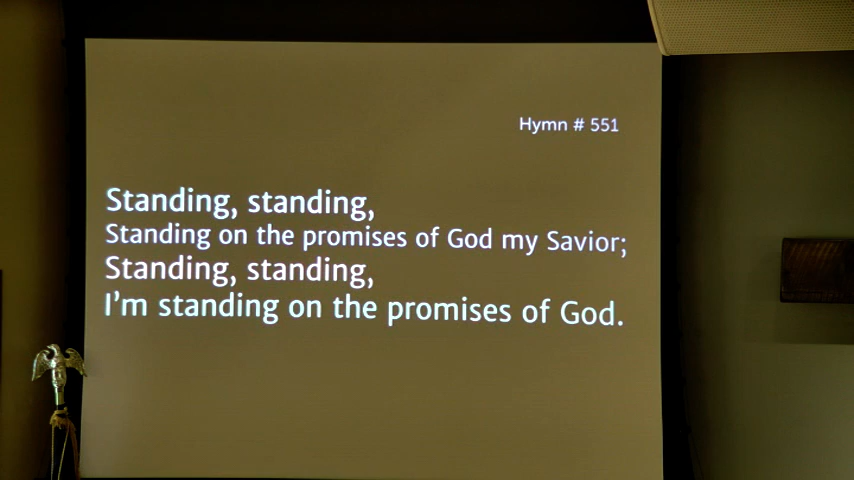 Hymn # 551
Standing, standing,
Standing on the promises of God my Savior;
Standing, standing,
I’m standing on the promises of God.